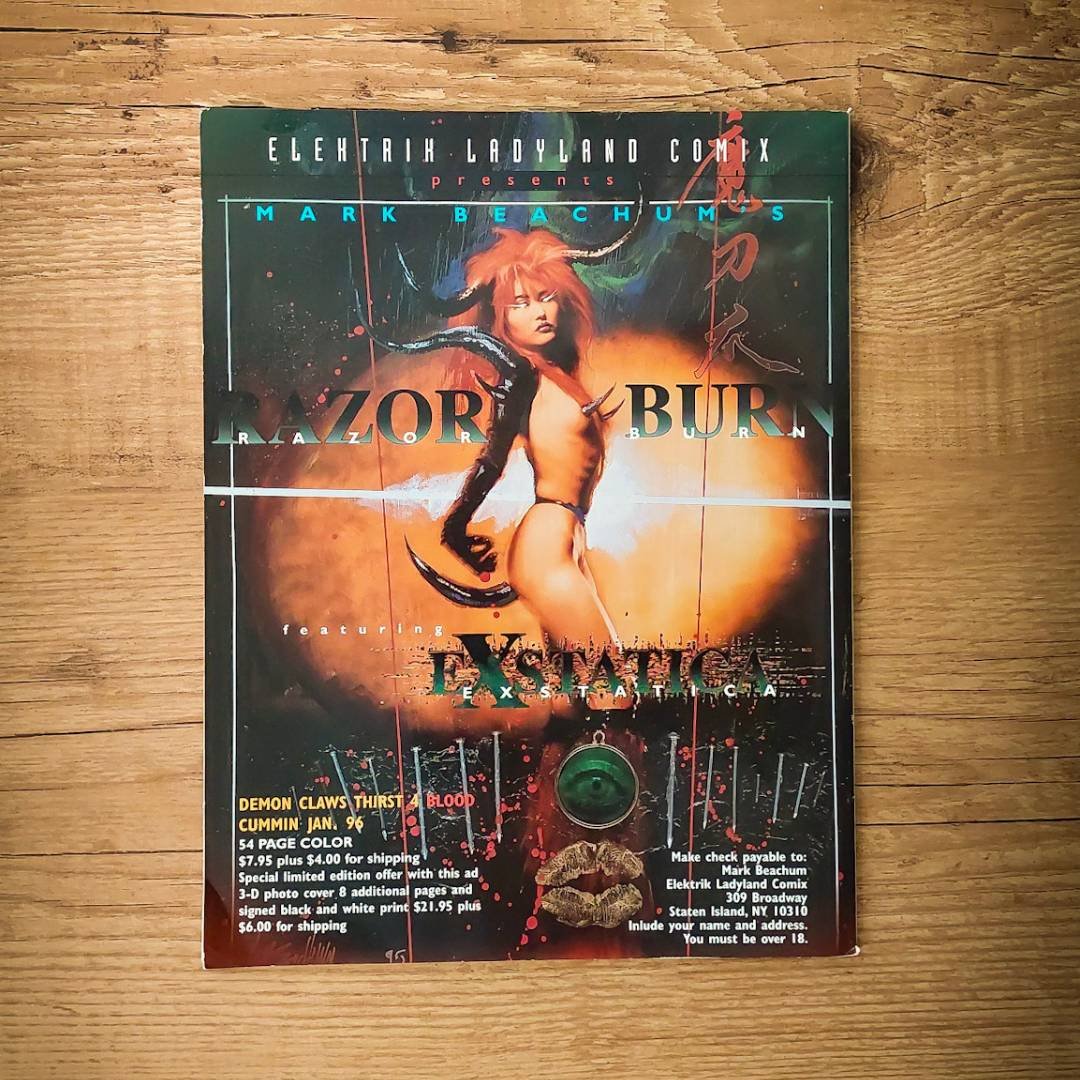 ELEKTRIK LADYLAND COMIX
presents
MARK BEACHUM'S
魔
刀
RAZOR BURN
RAZOR BURN
featuring
EXSTATICA
EXSTATICA
DEMON CLAWS THIRST 4 BLOOD
CUMMIN JAN. 96
54 PAGE COLOR
$7.95 plus $4.00 for shipping
Special limited edition offer with this ad
3-D photo cover 8 additional pages and
signed black and white print $21.95 plus
$6.00 for shipping
Make check payable to:
Mark Beachum
Elektrik Ladyland Comix
309 Broadway
Staten Island, NY 10310
Inlude your name and address.
You must be over 18.
95